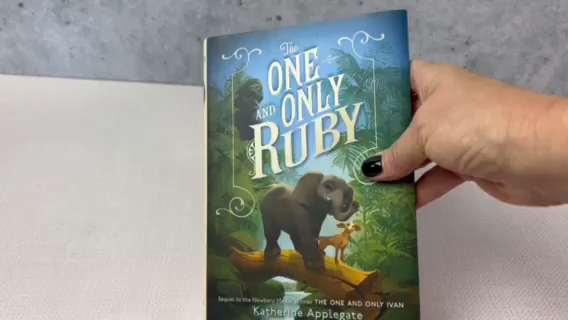 The
ONE
AND ONLY
RUBY
Sequel to the Newbery Medal Winner THE ONE AND ONLY IVAN
Katherine Applegate